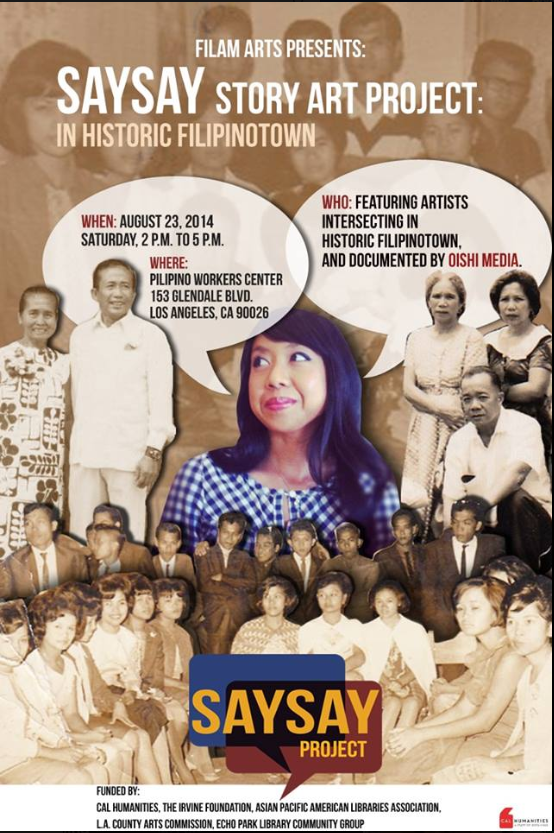 FILAM ARTS PRESENTS:
SAYSAY STORY ART PROJECT:
IN HISTORIC FILIPINOTOWN
WHEN: AUGUST 23, 2014
SATURDAY, 2 P.M. TO 5 P.M.
WHERE:
PILIPINO WORKERS CENTER
153 GLENDALE BLVD.
LOS ANGELES, CA 90026
WHO: FEATURING ARTISTS
INTERSECTING IN
HISTORIC FILIPINOTOWN,
AND DOCUMENTED BY OISHI MEDIA.
SAYSAY
PROJECT
FUNDED BY:
CAL HUMANITIES, THE IRVINE FOUNDATION, ASIAN PACIFIC AMERICAN LIBRARIES ASSOCIATION,
L.A. COUNTY ARTS COMMISSION, ECHO PARK LIBRARY COMMUNITY GROUP
CAL HUMANITIES